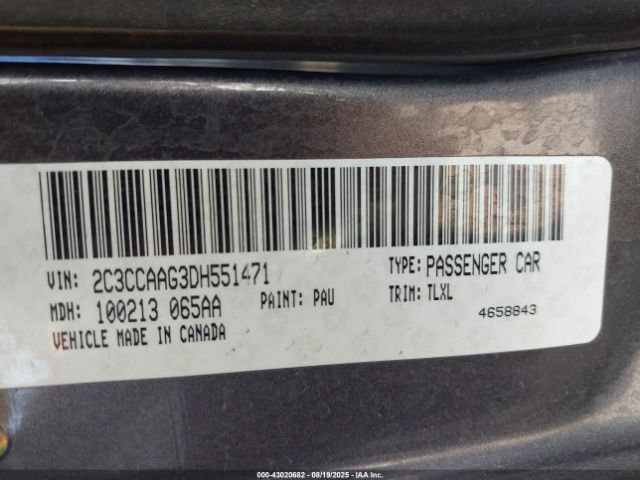 VIN: 2C3CCAAG3DH551471 TYPE: PASSENGER CAR
MDH: 100213 065AA PAINT: PAU TRIM: TLXL
VEHICLE MADE IN CANADA 4658843
000-43020682 - 08/19/2025 - IAAI, Inc.